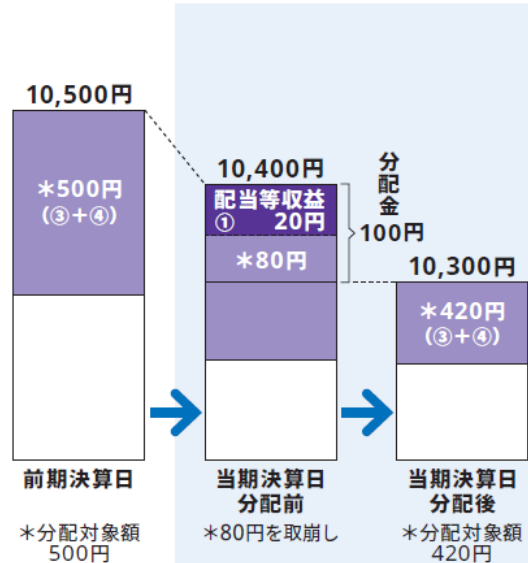 10,500円
＊500円
（③＋④）
前期決算日
＊分配対象額
500円
10,400円
配当等収益
① 20円
＊80円
分配金
100円
当期決算日
分配前
＊80円を取崩し
10,300円
＊420円
（③＋④）
当期決算日
分配後
＊分配対象額
420円